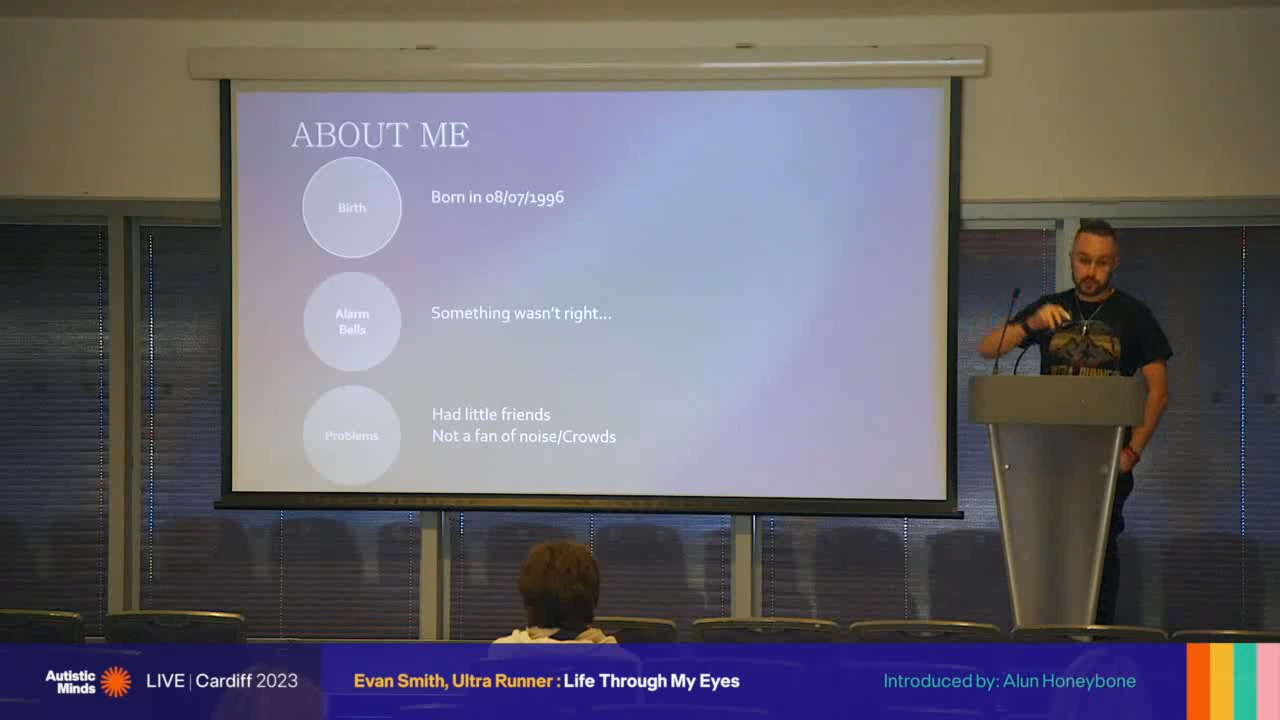 ABOUT ME
Birth
Born in 08/07/1996
Alarm
Bells
Something wasn't right...
Problems
Had little friends
Not a fan of noise/Crowds
Autistic
Minds
LIVE | Cardiff 2023
Evan Smith, Ultra Runner : Life Through My Eyes
Introduced by: Alun Honeybone